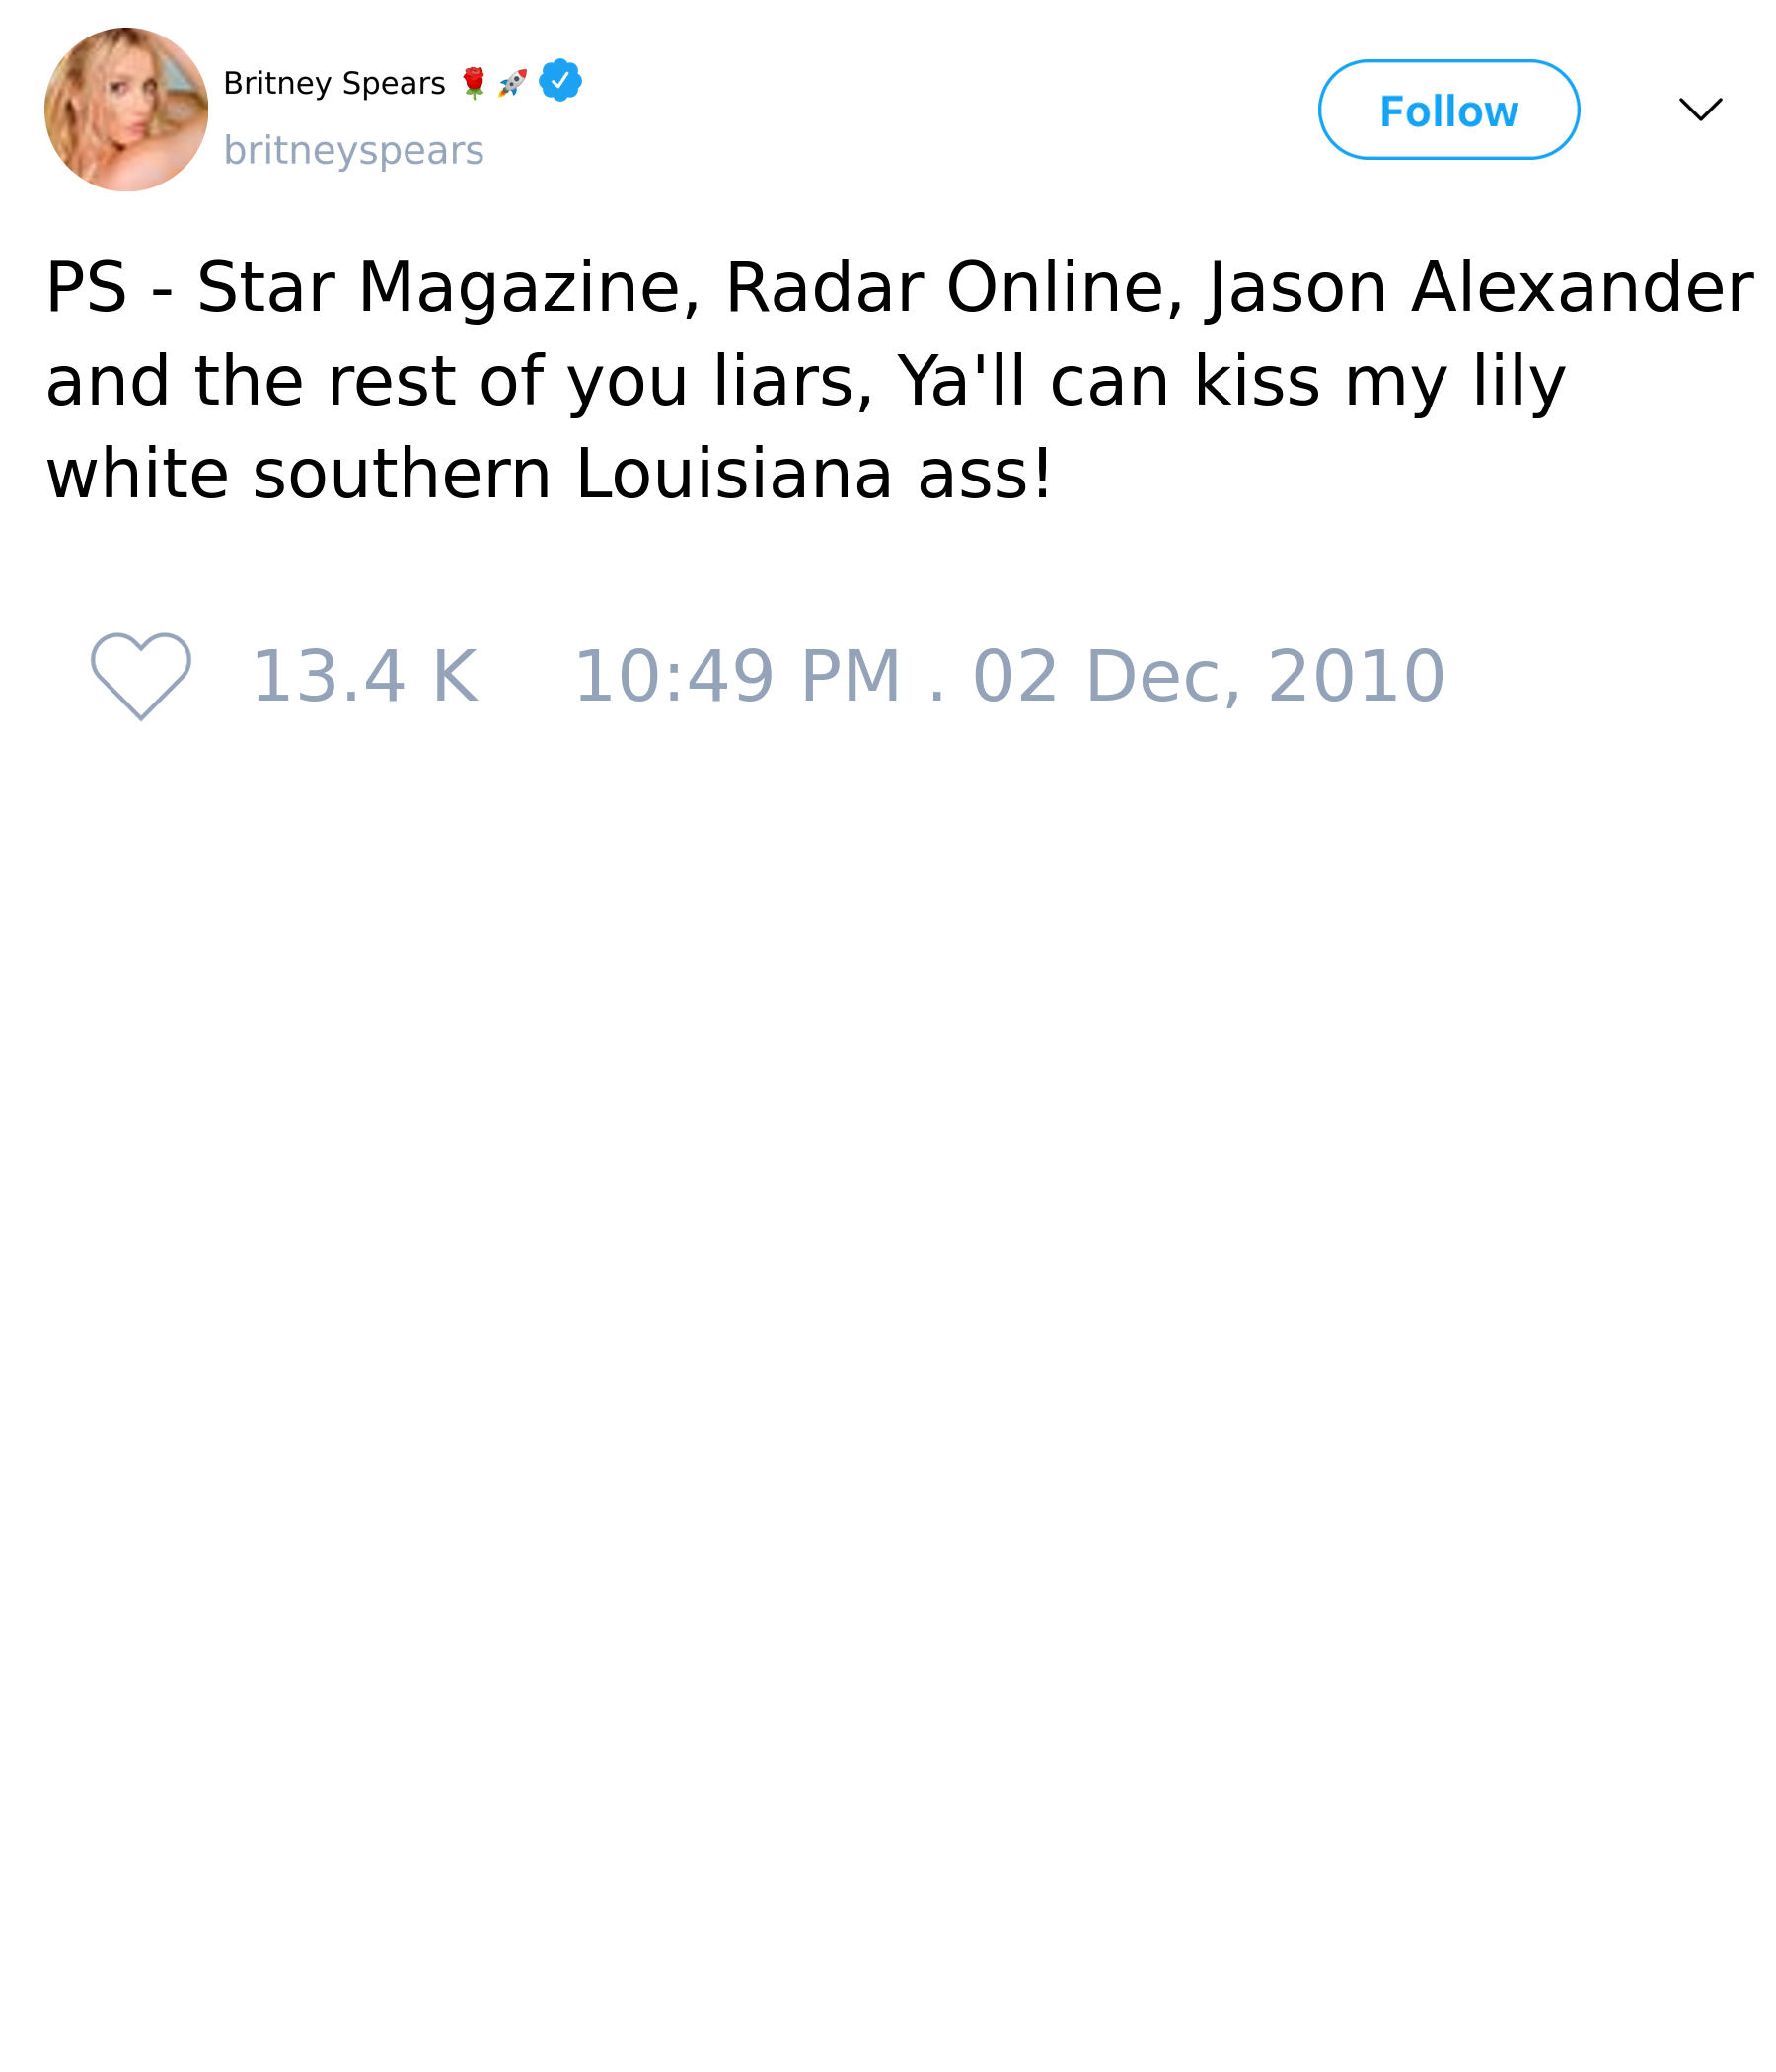 Britney Spears 🌹🚀
britneyspears
Follow
PS - Star Magazine, Radar Online, Jason Alexander
and the rest of you liars, Ya'll can kiss my lily
white southern Louisiana ass!
13.4 K 10:49 PM . 02 Dec, 2010